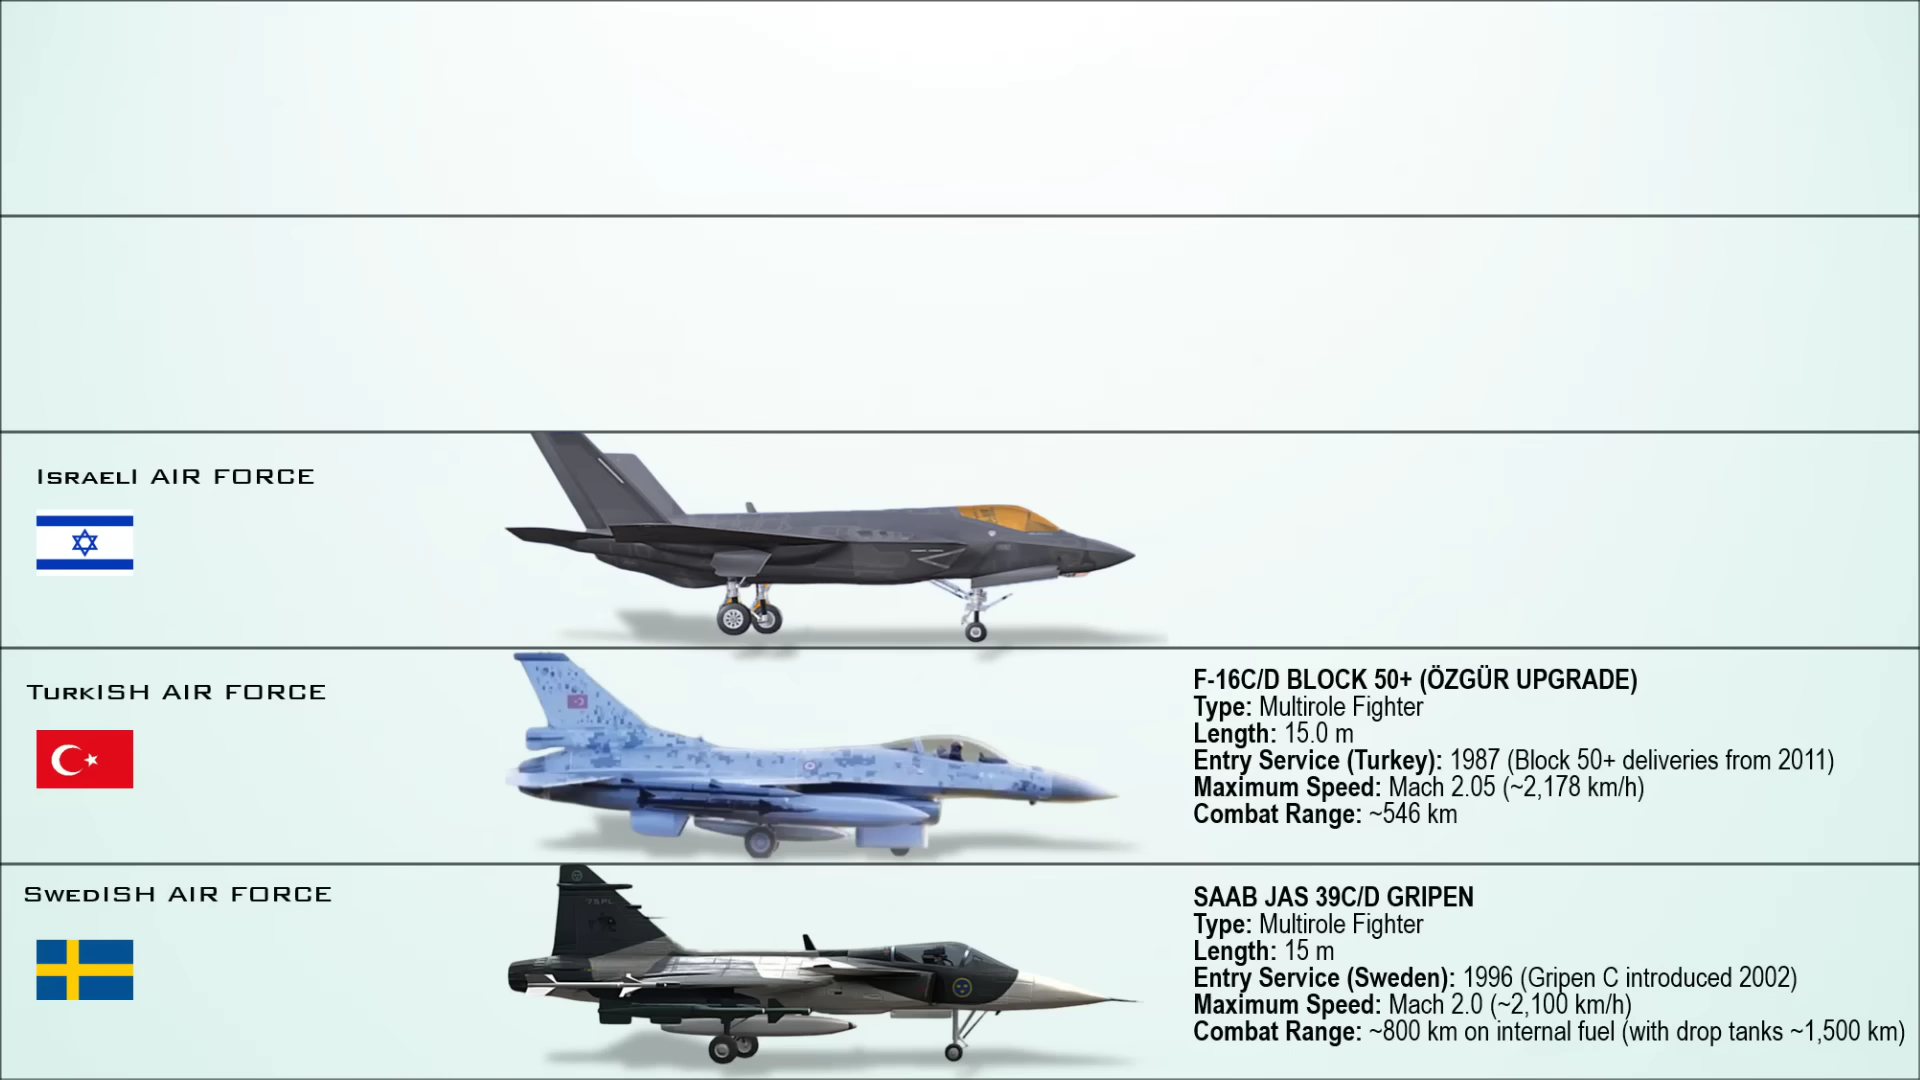 IsraelI AIR FORCE
TurkISH AIR FORCE
F-16C/D BLOCK 50+ (ÖZGÜR UPGRADE)
Type: Multirole Fighter
Length: 15.0 m
Entry Service (Turkey): 1987 (Block 50+ deliveries from 2011)
Maximum Speed: Mach 2.05 (~2,178 km/h)
Combat Range: ~546 km
SwedISH AIR FORCE
SAAB JAS 39C/D GRIPEN
Type: Multirole Fighter
Length: 15 m
Entry Service (Sweden): 1996 (Gripen C introduced 2002)
Maximum Speed: Mach 2.0 (~2,100 km/h)
Combat Range: ~800 km on internal fuel (with drop tanks ~1,500 km)